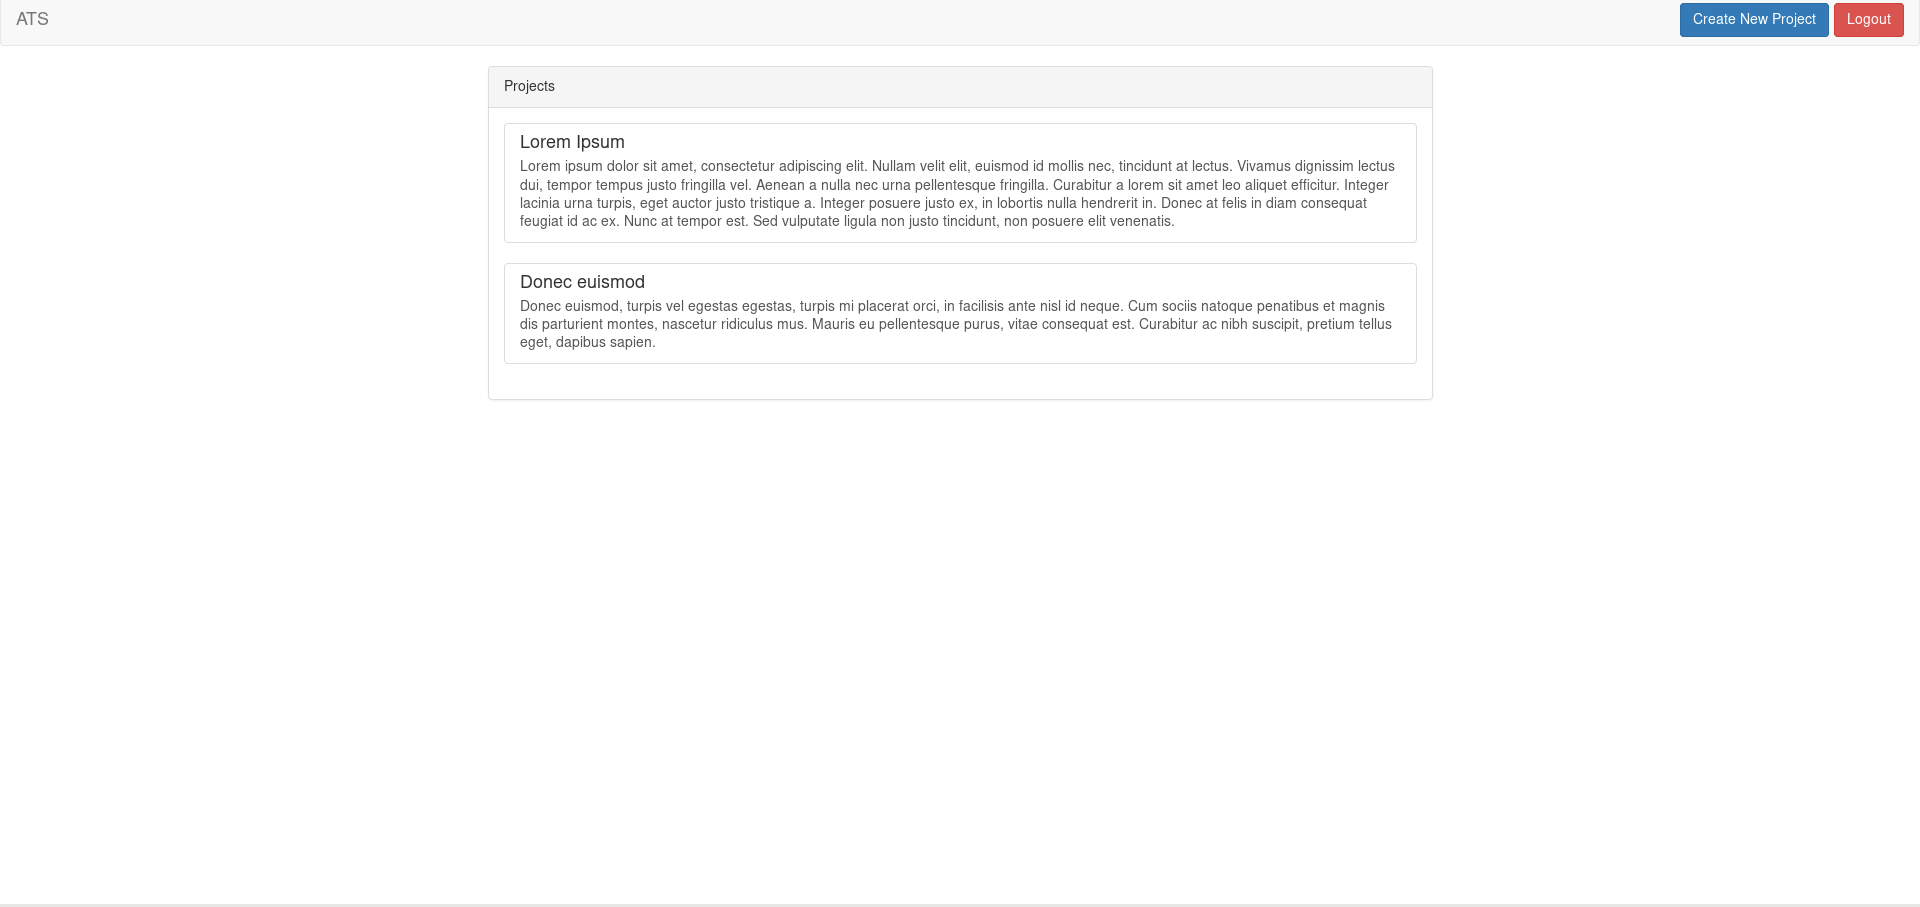 ATS
Create New Project
Logout
Projects
Lorem Ipsum
Lorem ipsum dolor sit amet, consectetur adipiscing elit. Nullam velit elit, euismod id mollis nec, tincidunt at lectus. Vivamus dignissim lectus
dui, tempor tempus justo fringilla vel. Aenean a nulla nec urna pellentesque fringilla. Curabitur a lorem sit amet leo aliquet efficitur. Integer
lacinia urna turpis, eget auctor justo tristique a. Integer posuere justo ex, in lobortis nulla hendrerit in. Donec at felis in diam consequat
feugiat id ac ex. Nunc at tempor est. Sed vulputate ligula non justo tincidunt, non posuere elit venenatis.
Donec euismod
Donec euismod, turpis vel egestas egestas, turpis mi placerat orci, in facilisis ante nisl id neque. Cum sociis natoque penatibus et magnis
dis parturient montes, nascetur ridiculus mus. Mauris eu pellentesque purus, vitae consequat est. Curabitur ac nibh suscipit, pretium tellus
eget, dapibus sapien.